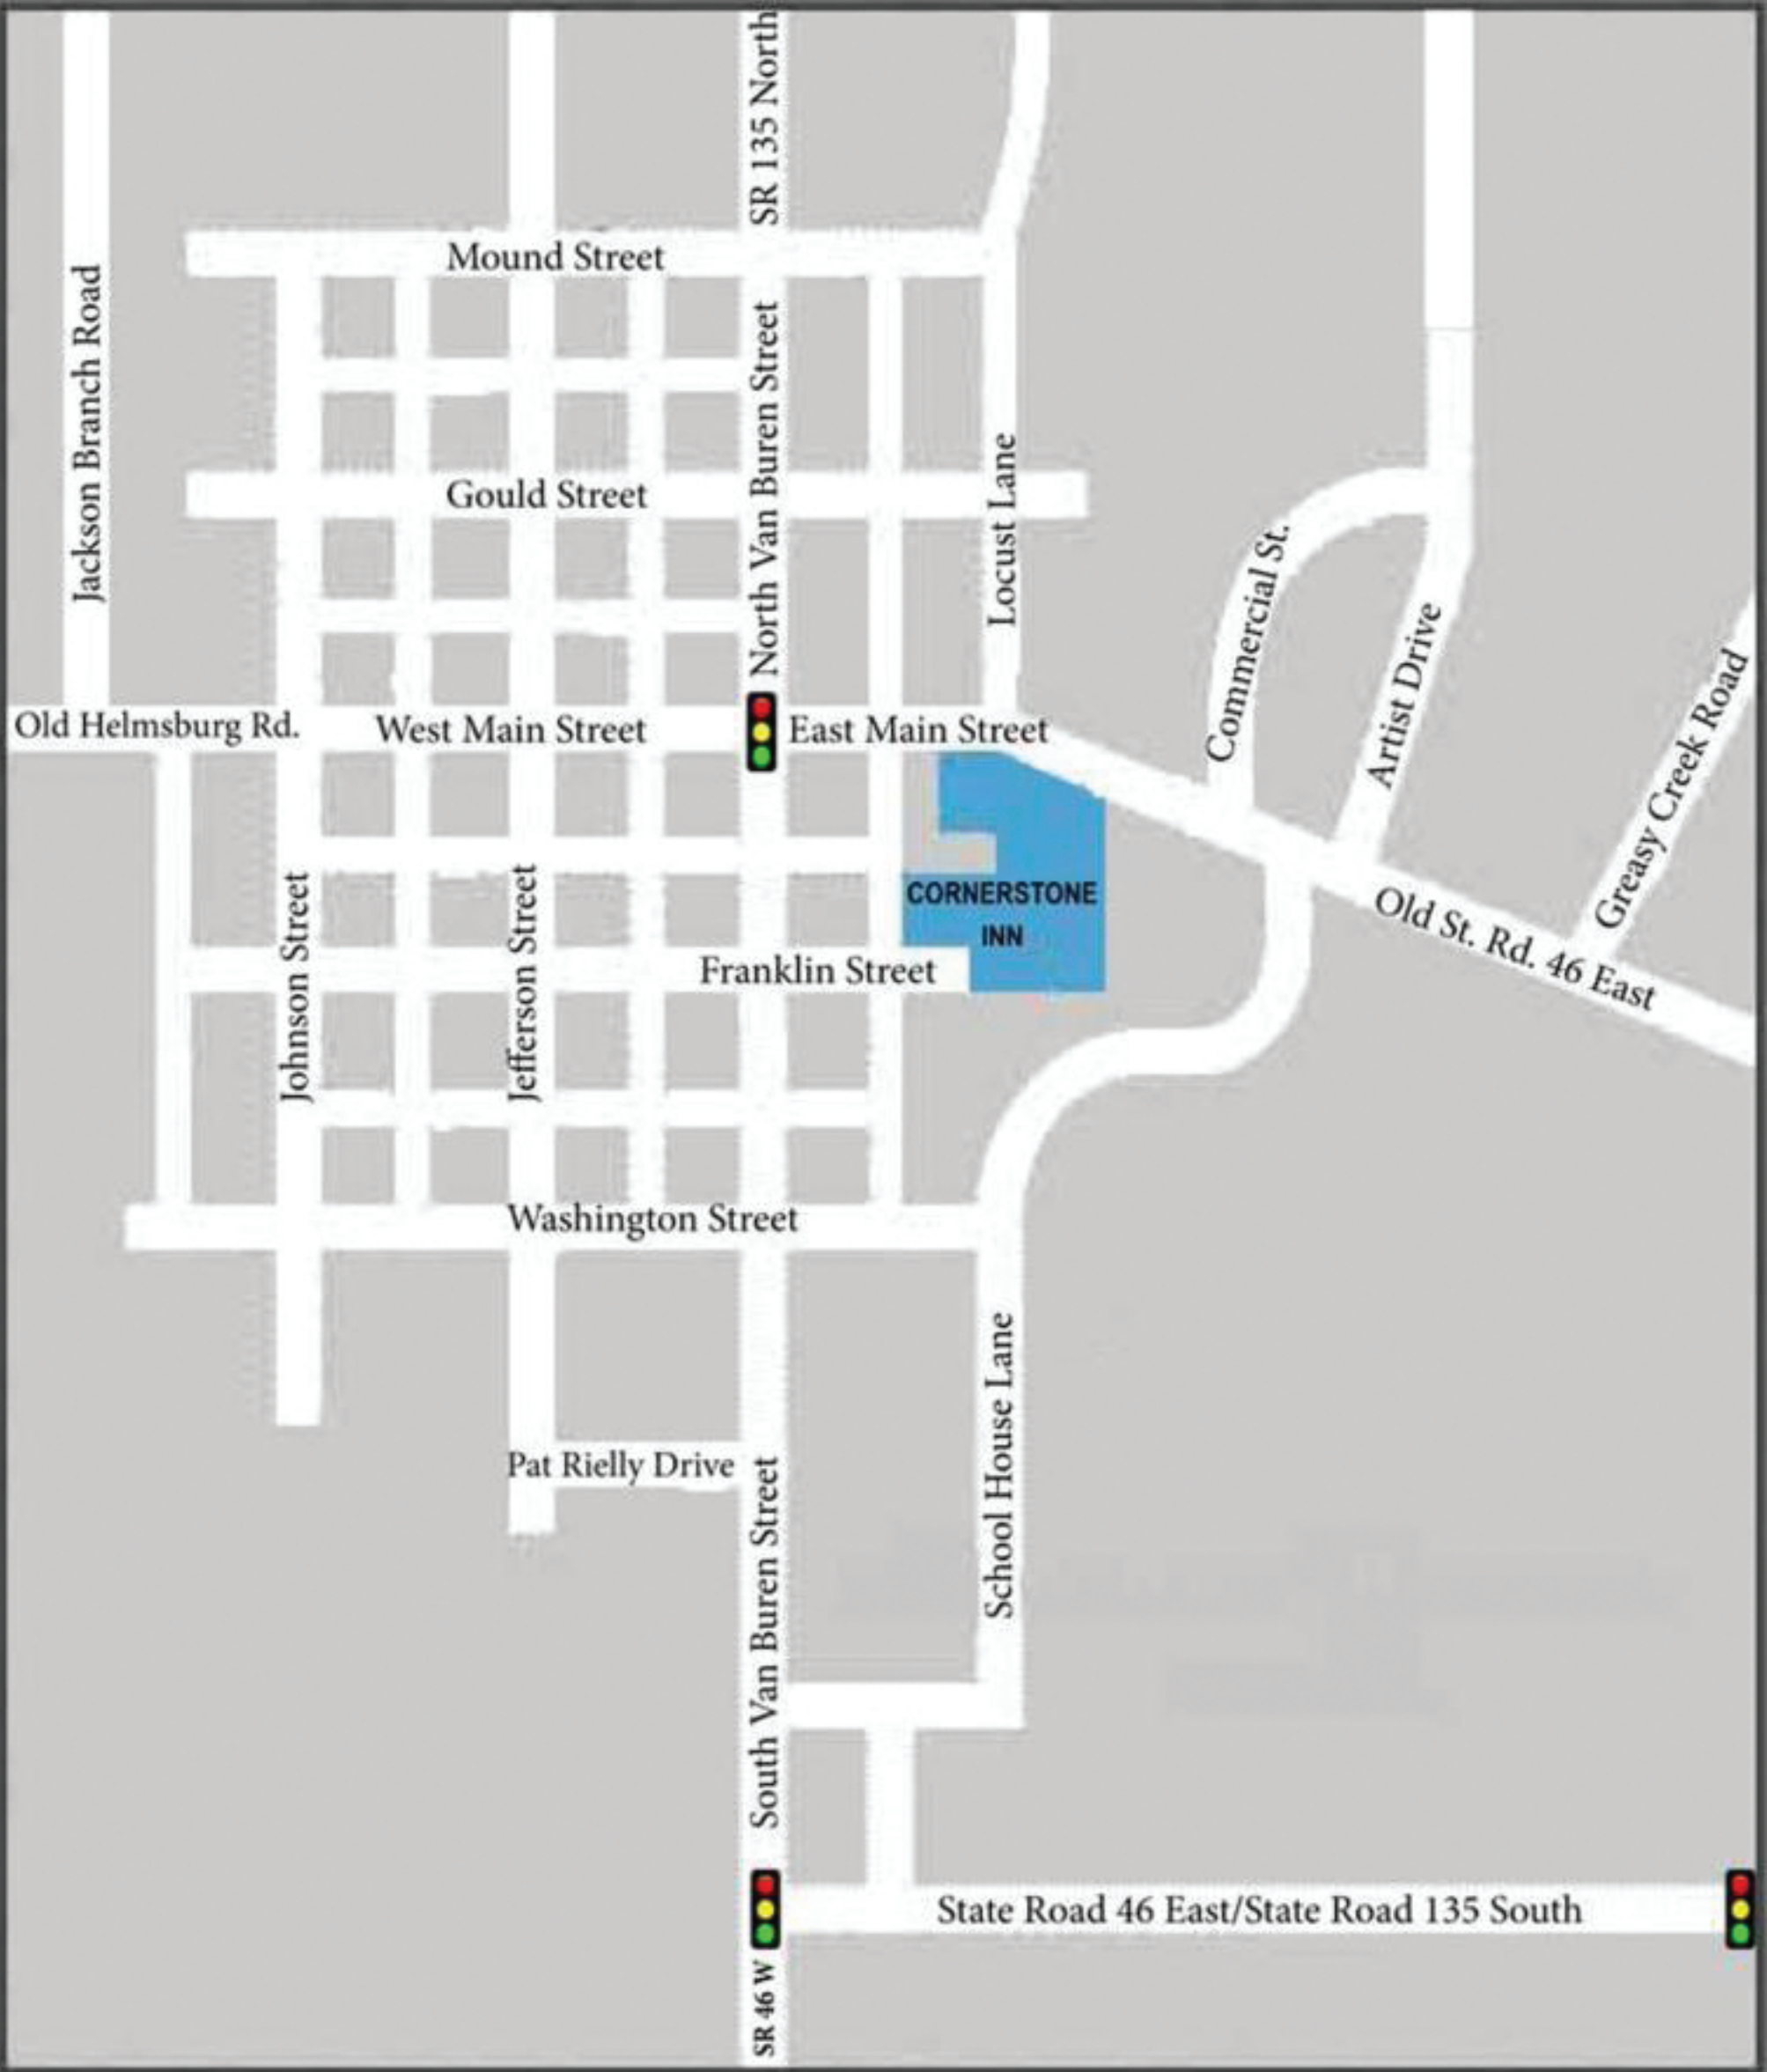 SR 135 North
Mound Street
Jackson Branch Road
North Van Buren Street
Gould Street
Locust Lane
Commercial St.
Artist Drive
Greasy Creek Road
Old Helmsburg Rd.
West Main Street
East Main Street
CORNERSTONE
INN
Old St. Rd. 46 East
Johnson Street
Jefferson Street
Franklin Street
Washington Street
School House Lane
Pat Rielly Drive
South Van Buren Street
State Road 46 East/State Road 135 South
SR 46 W